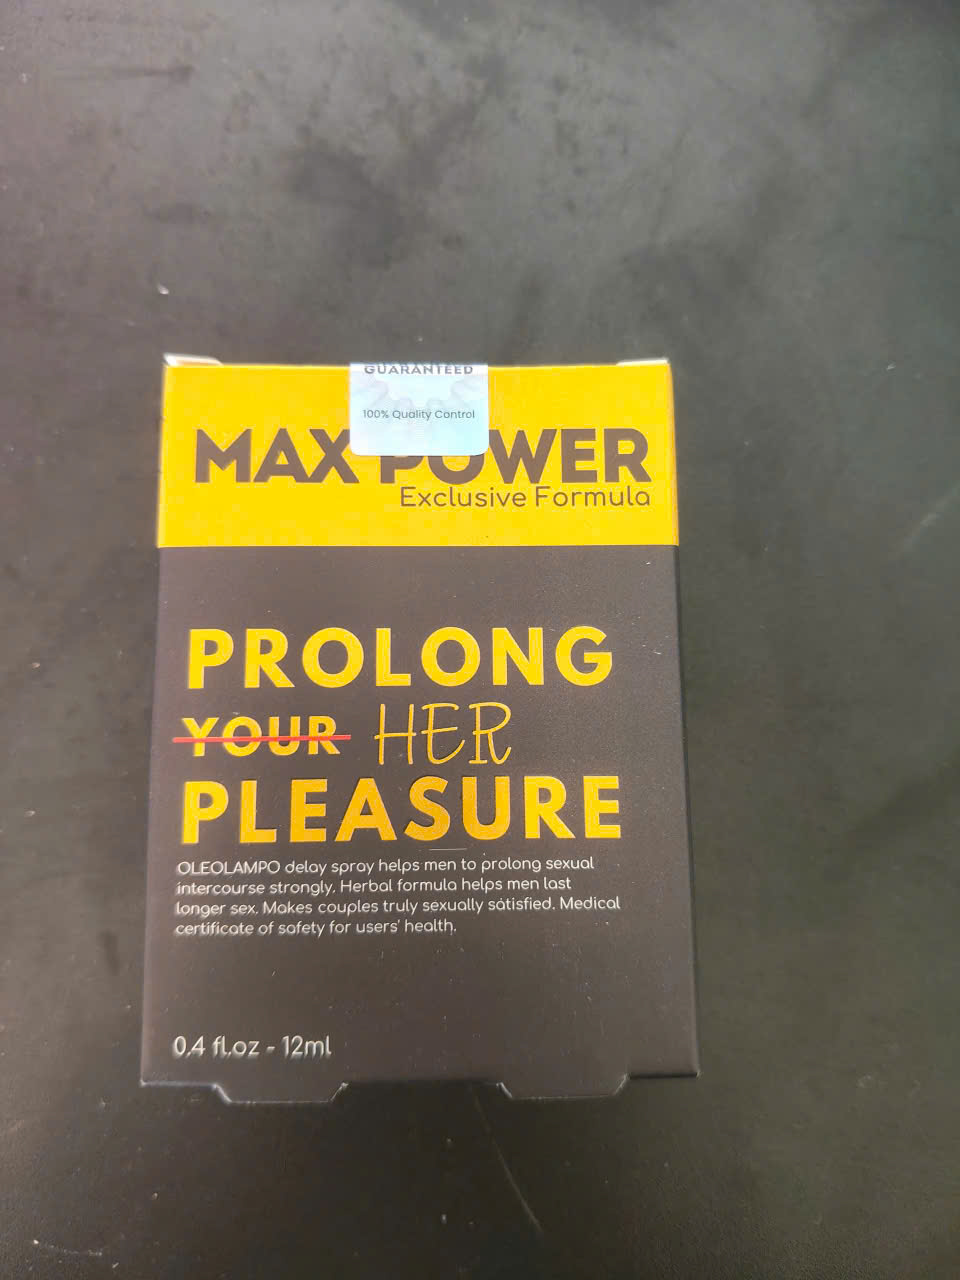 GUARANTEED
100% Quality Control
MAX POWER
Exclusive Formula
PROLONG
YOUR HER
PLEASURE
OLEOLAMPO delay spray helps men to prolong sexual
intercourse strongly. Herbal formula helps men last
longer sex. Makes couples truly sexually satisfied. Medical
certificate of safety for users' health.
0.4 fl.oz - 12ml